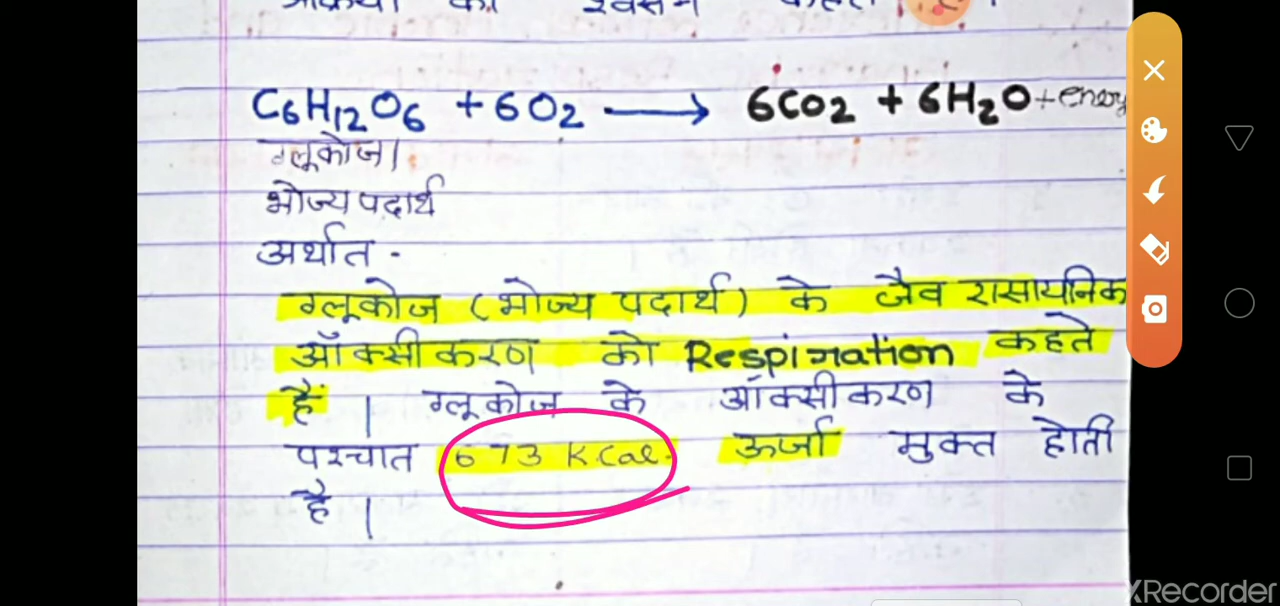 C6H12O6 + 6O2 → 6CO2 + 6H2O + energy
ग्लूकोज।
भोज्य पदार्थ
अर्थात -
ग्लूकोज (भोज्य पदार्थ) के जैव रासायनिक
ऑक्सीकरण को Respiration कहते
हैं। ग्लूकोज के ऑक्सीकरण के
पश्चात 673 KCal. ऊर्जा मुक्त होती
है।
XRecorder